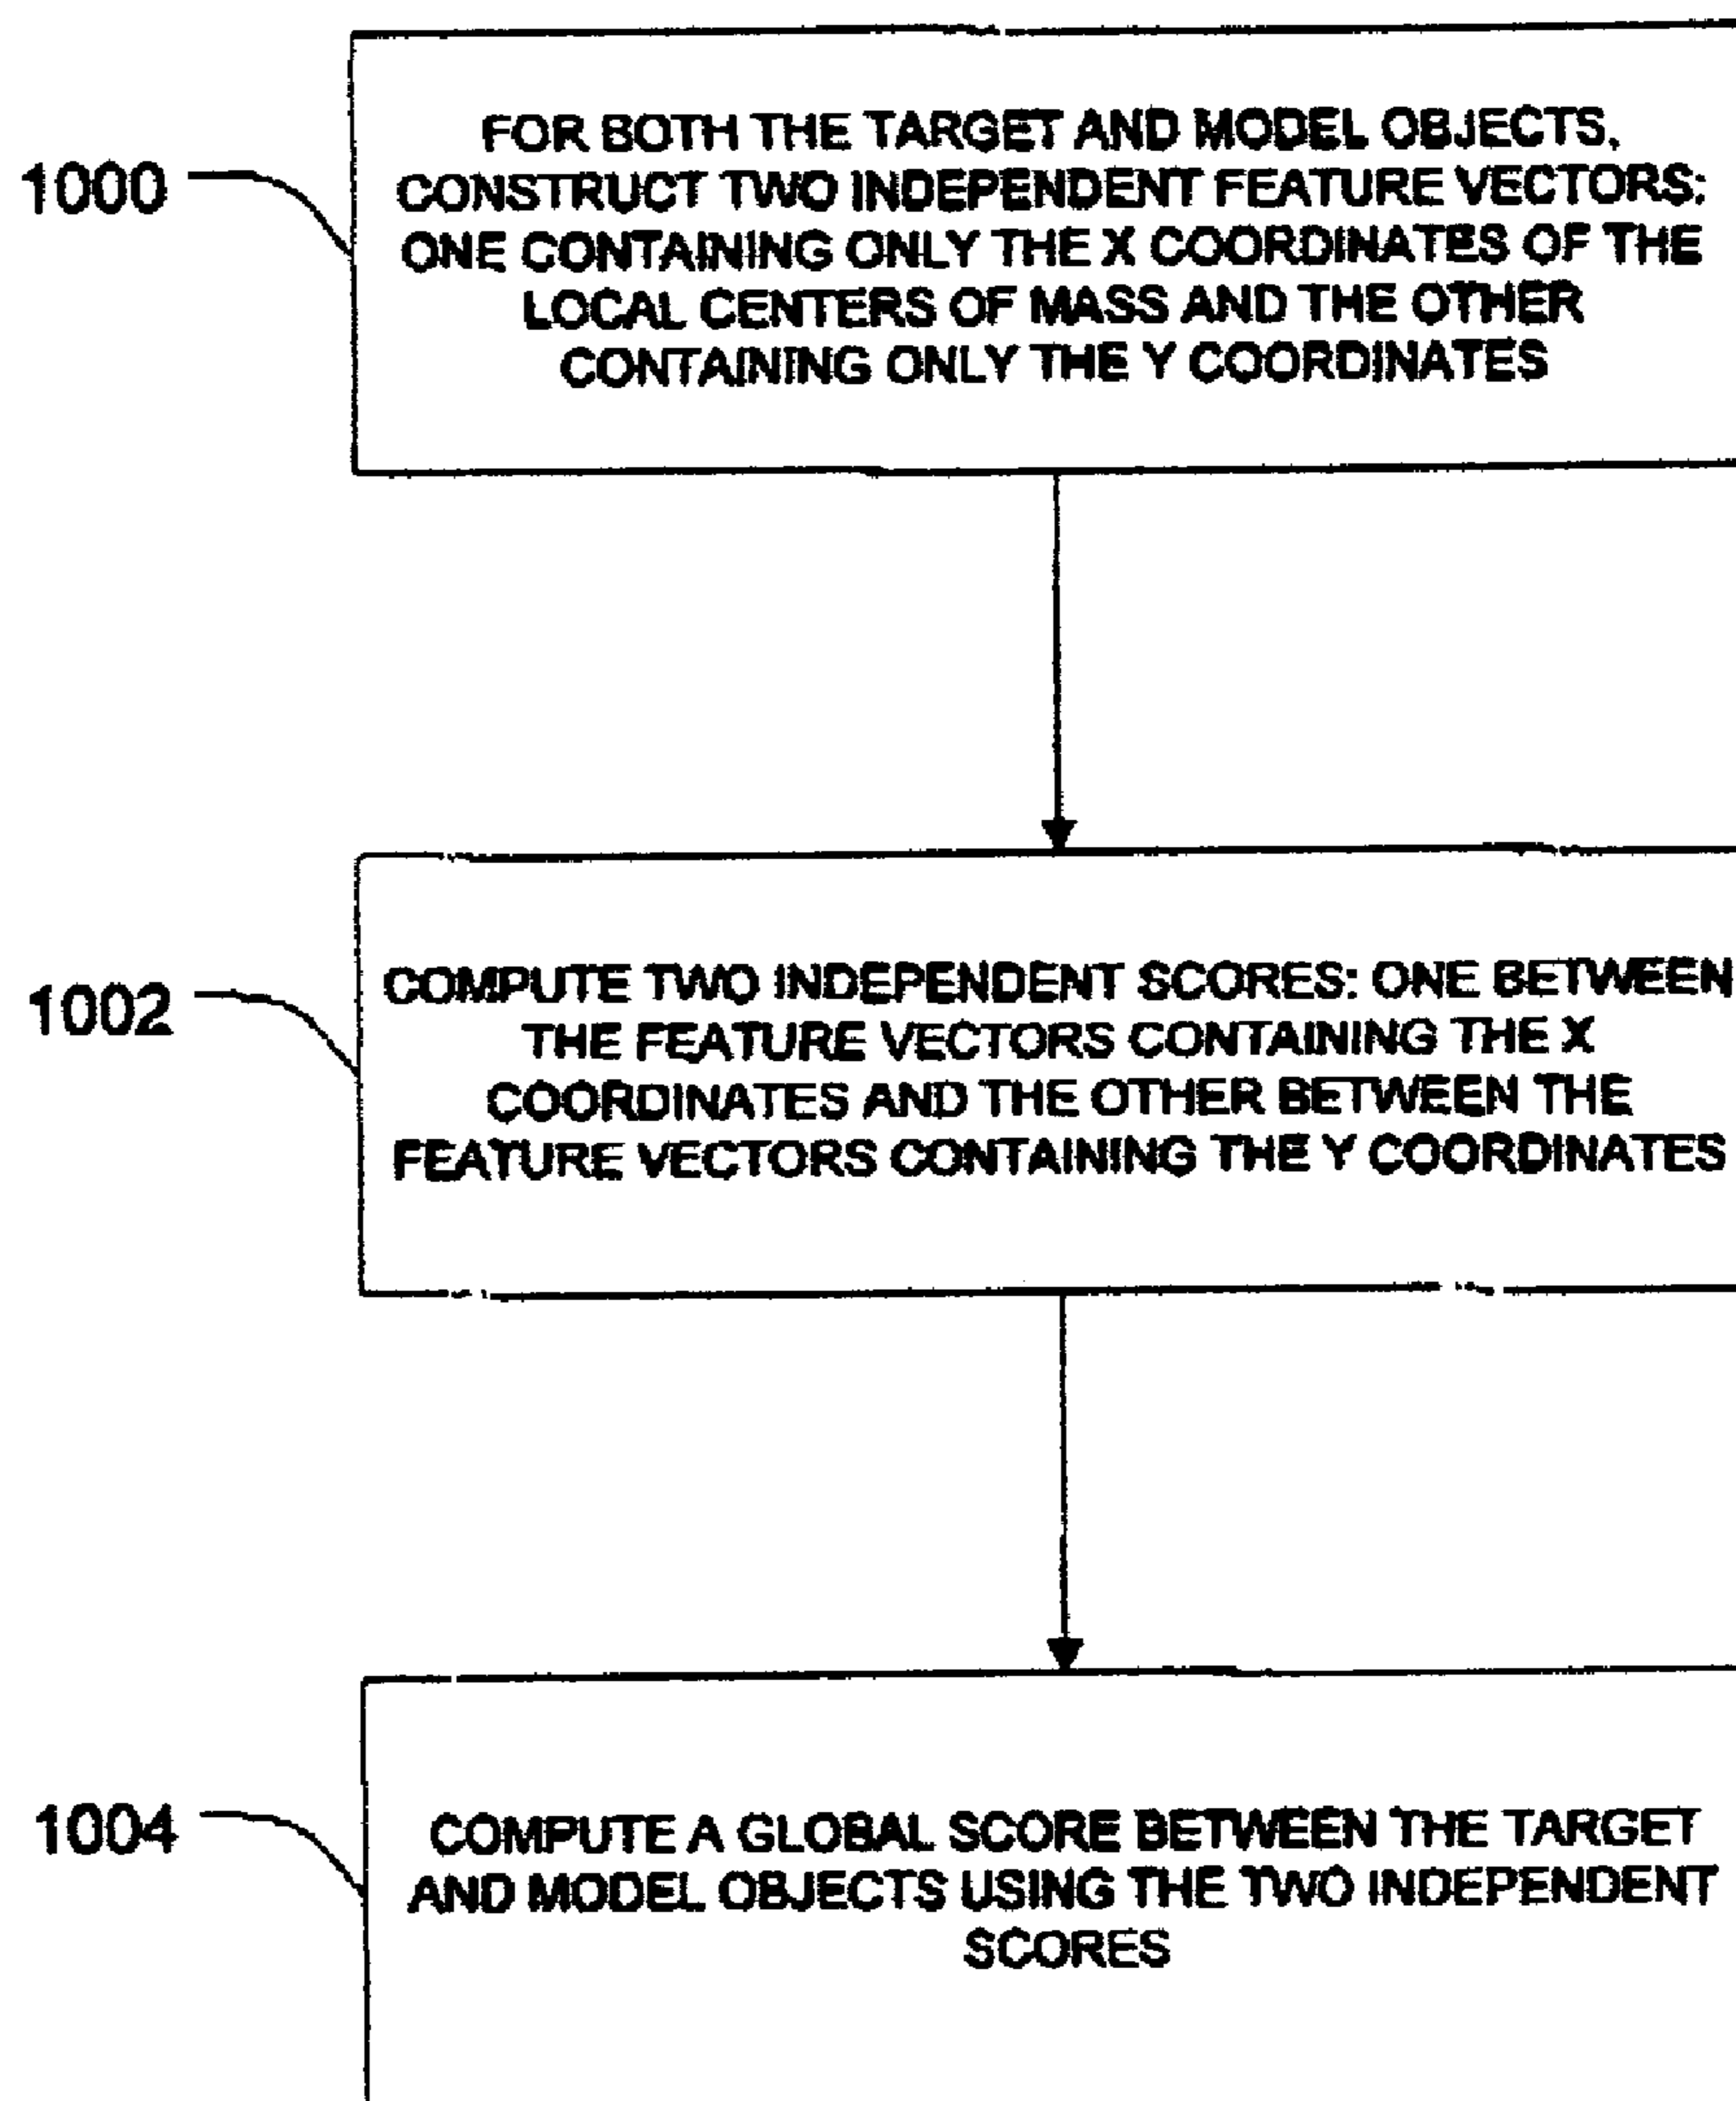 1000
FOR BOTH THE TARGET AND MODEL OBJECTS,
CONSTRUCT TWO INDEPENDENT FEATURE VECTORS:
ONE CONTAINING ONLY THE X COORDINATES OF THE
LOCAL CENTERS OF MASS AND THE OTHER
CONTAINING ONLY THE Y COORDINATES
1002
COMPUTE TWO INDEPENDENT SCORES: ONE BETWEEN
THE FEATURE VECTORS CONTAINING THE X
COORDINATES AND THE OTHER BETWEEN THE
FEATURE VECTORS CONTAINING THE Y COORDINATES
1004
COMPUTE A GLOBAL SCORE BETWEEN THE TARGET
AND MODEL OBJECTS USING THE TWO INDEPENDENT
SCORES